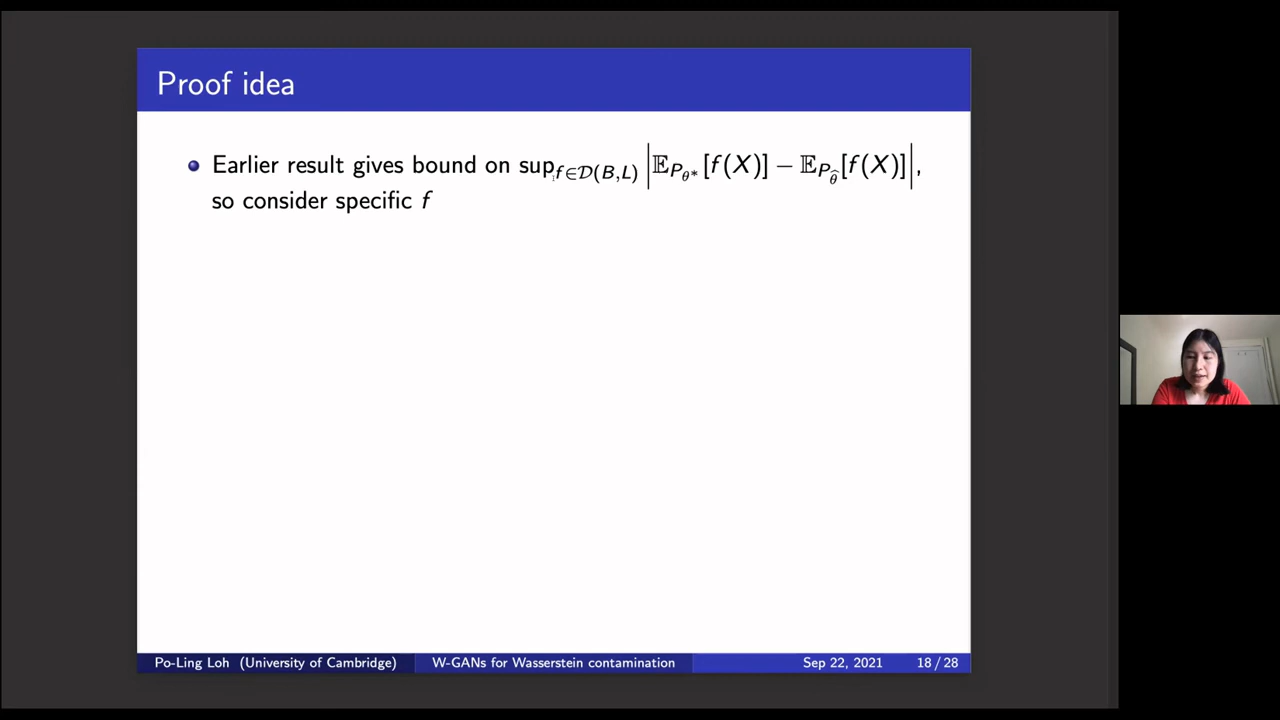 Proof idea
Earlier result gives bound on sup_{f∈𝒟(B,L)} |𝔼_{P_{θ*}}[f(X)] − 𝔼_{P_{θ̂}}[f(X)]|,
so consider specific f
Po-Ling Loh (University of Cambridge) W-GANs for Wasserstein contamination Sep 22, 2021 18 / 28